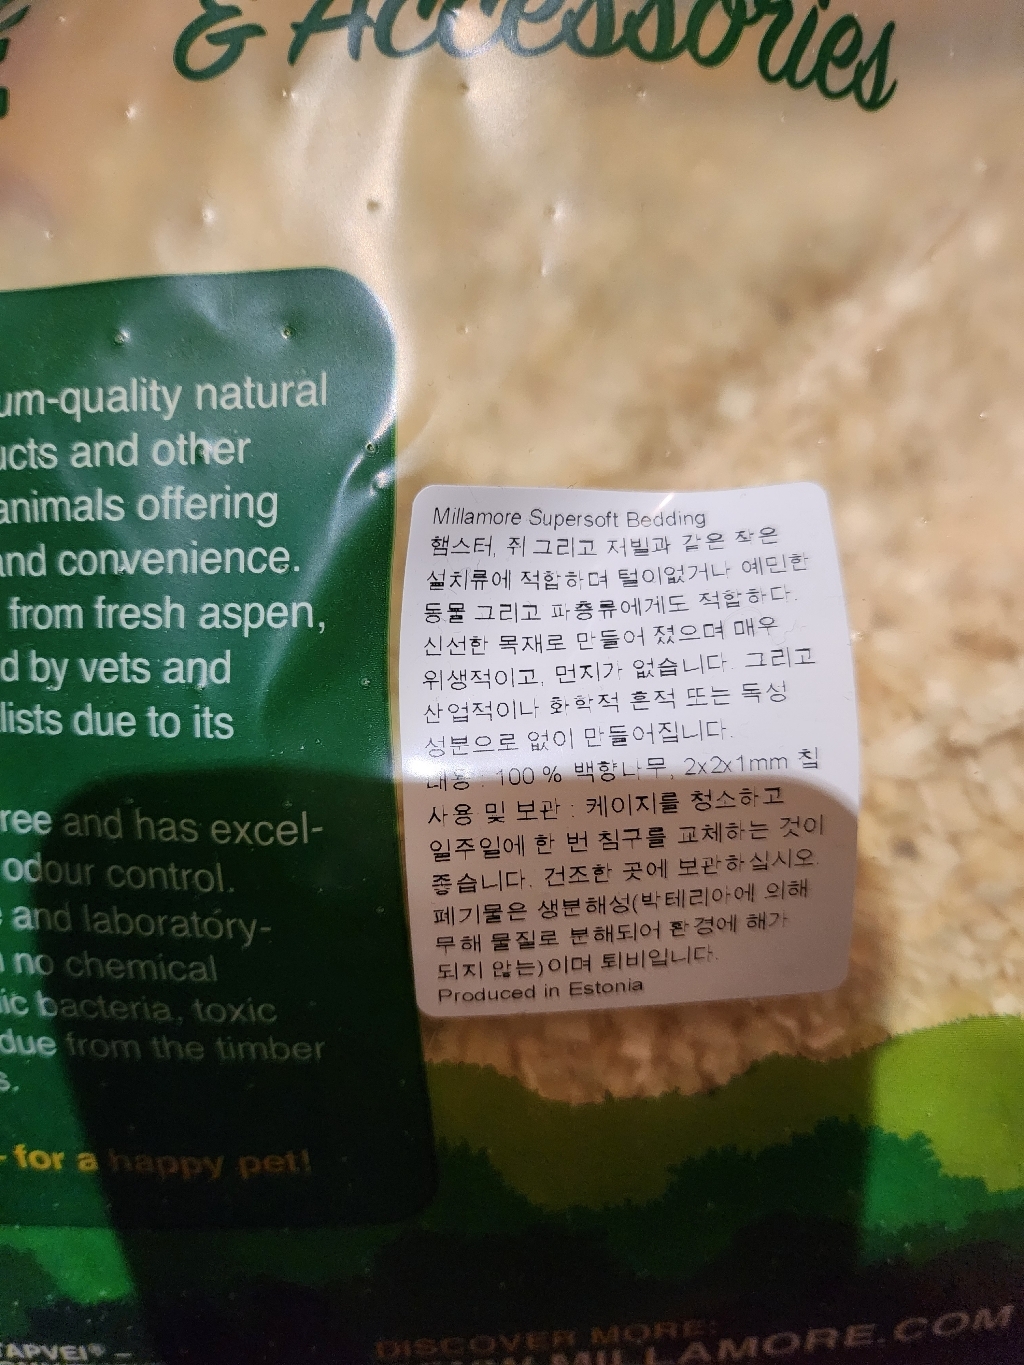 & Accessories
um-quality natural
ucts and other
animals offering
and convenience.
from fresh aspen,
d by vets and
lists due to its
ree and has excel-
odour control.
and laboratory-
no chemical
ic bacteria, toxic
due from the timber
s.
- for a happy pet!
Millamore Supersoft Bedding
햄스터, 쥐 그리고 저빌과 같은 작은
설치류에 적합하며 털이없거나 예민한
동물 그리고 파충류에게도 적합하다.
신선한 목재로 만들어 졌으며 매우
위생적이고, 먼지가 없습니다. 그리고
산업적이나 화학적 흔적 또는 독성
성분으로 없이 만들어집니다.
내용 : 100 % 백향나무, 2x2x1mm 칩
사용 및 보관 : 케이지를 청소하고
일주일에 한 번 침구를 교체하는 것이
좋습니다. 건조한 곳에 보관하십시오.
폐기물은 생분해성(박테리아에 의해
무해 물질로 분해되어 환경에 해가
되지 않는)이며 퇴비입니다.
Produced in Estonia
TAPVEI® –
DISCOVER MORE:
WWW.MILLAMORE.COM